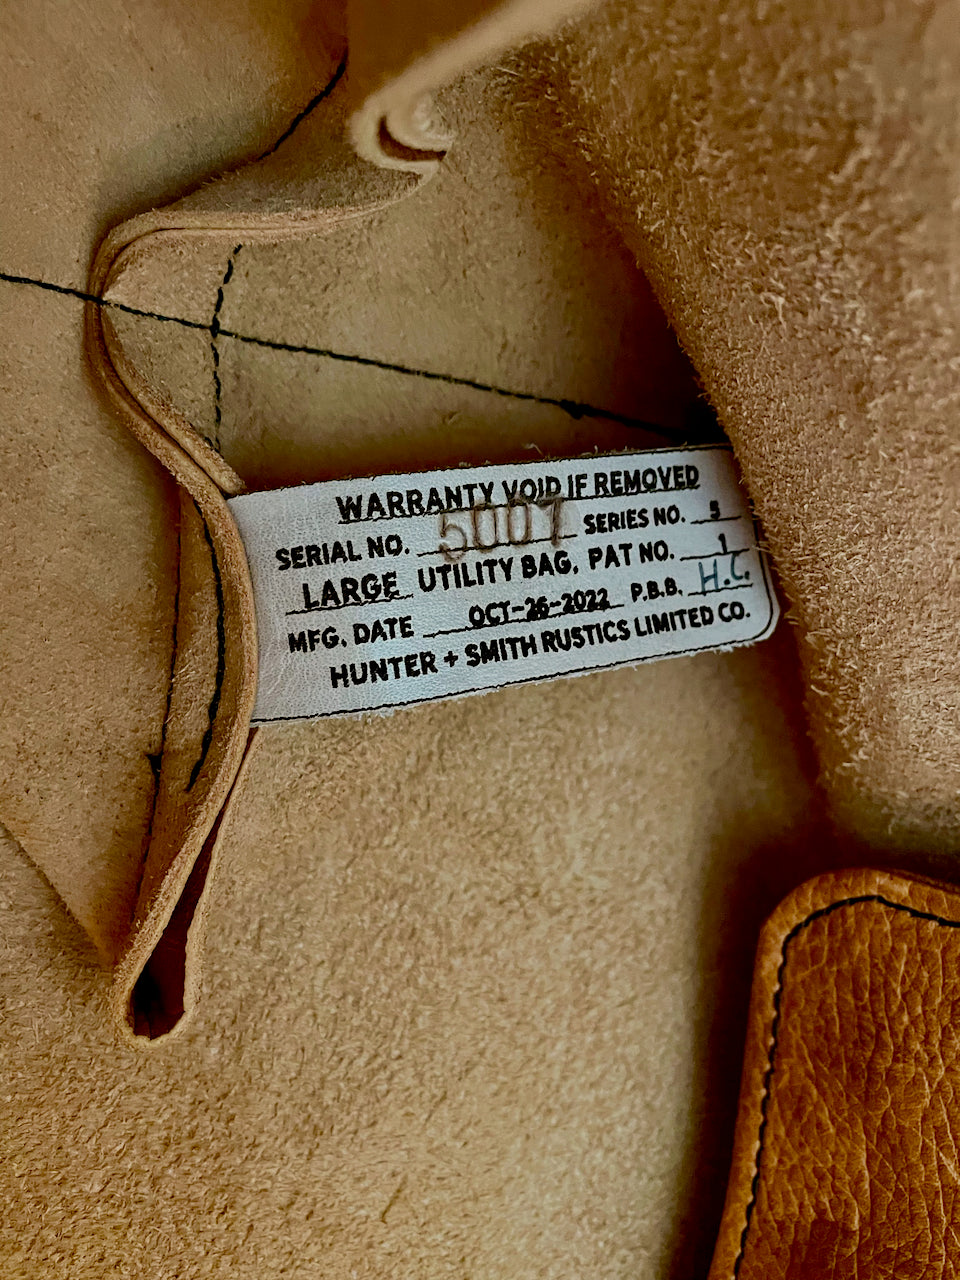 WARRANTY VOID IF REMOVED
SERIAL NO. 5007 SERIES NO. 5
LARGE UTILITY BAG, PAT NO. 1
MFG. DATE OCT-26-2022 P.B.B. H.C.
HUNTER + SMITH RUSTICS LIMITED CO.